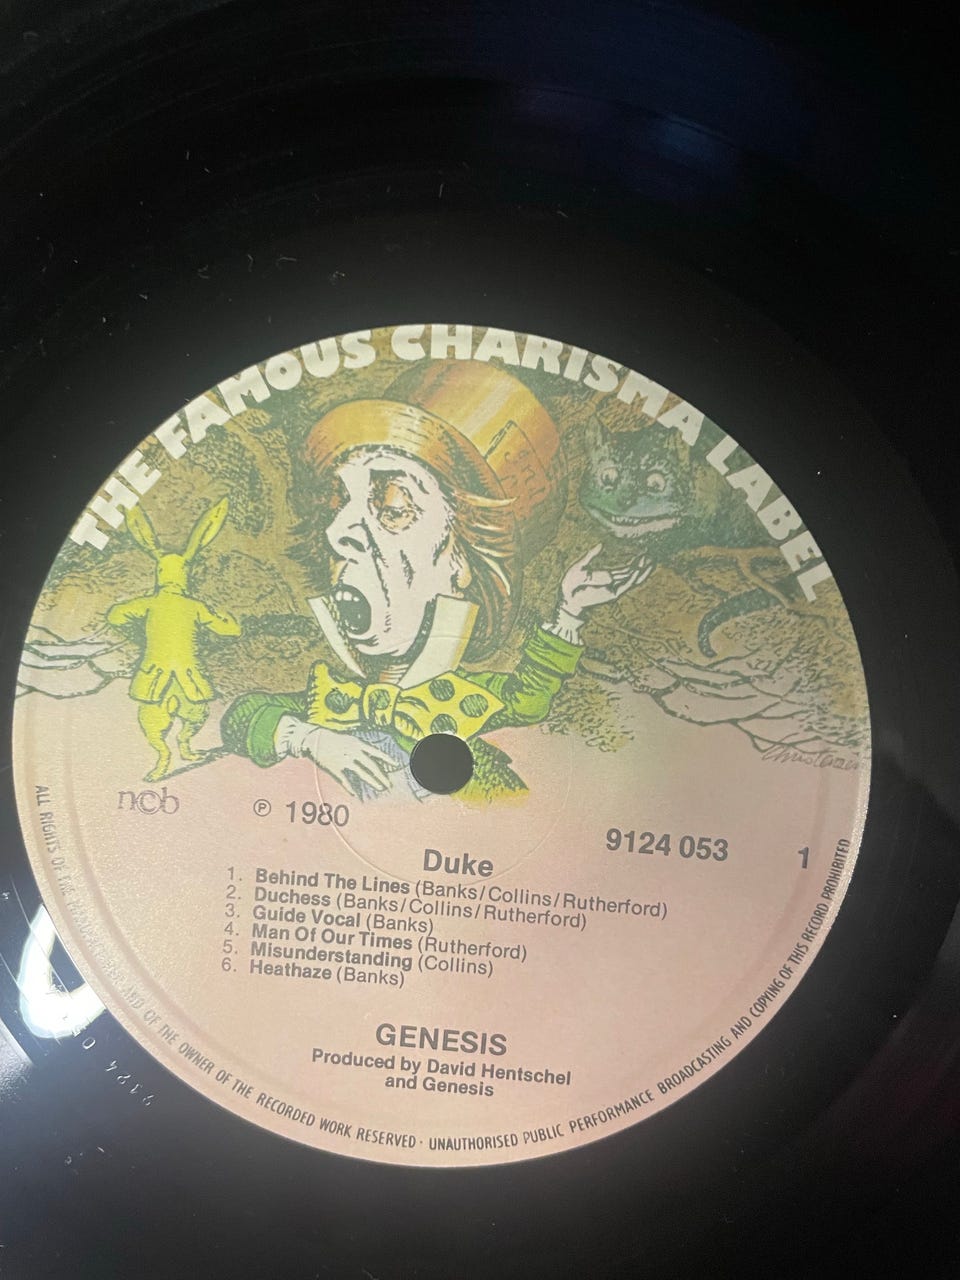 THE FAMOUS CHARISMA LABEL
ncb
℗ 1980
9124 053
1
Duke
1. Behind The Lines (Banks/Collins/Rutherford)
2. Duchess (Banks/Collins/Rutherford)
3. Guide Vocal (Banks)
4. Man Of Our Times (Rutherford)
5. Misunderstanding (Collins)
6. Heathaze (Banks)
GENESIS
Produced by David Hentschel
and Genesis
ALL RIGHTS OF THE AND OF THE OWNER OF THE RECORDED WORK RESERVED · UNAUTHORISED PUBLIC PERFORMANCE BROADCASTING AND COPYING OF THIS RECORD PROHIBITED